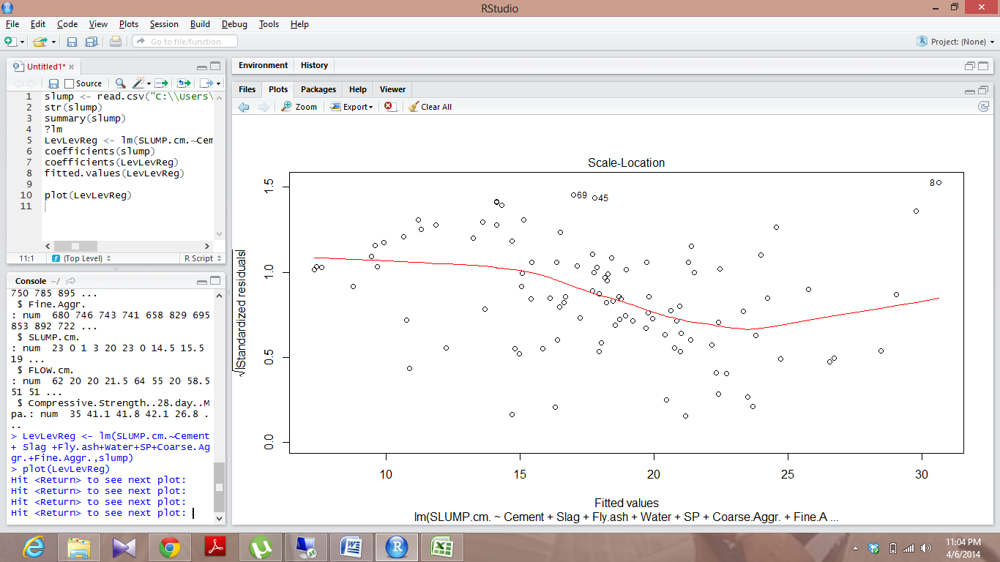 RStudio
File Edit Code View Plots Session Build Debug Tools Help
Go to file/function
Project: (None)
Untitled1*
Source
1 slump <- read.csv("C:\\Users\
2 str(slump)
3 summary(slump)
4 ?lm
5 LevLevReg <- lm(SLUMP.cm.~Cem
6 coefficients(slump)
7 coefficients(LevLevReg)
8 fitted.values(LevLevReg)
9
10 plot(LevLevReg)
11
11:1 (Top Level) R Script
Console ~/
750 785 895 ...
$ Fine.Aggr.
: num 680 746 743 741 658 829 695
853 892 722 ...
$ SLUMP.cm.
: num 23 0 1 3 20 23 0 14.5 15.5
19 ...
$ FLOW.cm.
: num 62 20 20 21.5 64 55 20 58.5
51 51 ...
$ Compressive.Strength..28.day..M
pa.: num 35 41.1 41.8 42.1 26.8 .
..
> LevLevReg <- lm(SLUMP.cm.~Cement
+ Slag +Fly.ash+Water+SP+Coarse.Ag
gr.+Fine.Aggr.,slump)
> plot(LevLevReg)
Hit <Return> to see next plot:
Hit <Return> to see next plot:
Hit <Return> to see next plot:
Hit <Return> to see next plot:
Environment History
Files Plots Packages Help Viewer
Zoom Export Clear All
Scale-Location
√|Standardized residuals|
1.5
1.0
0.5
0.0
69
45
8
10 15 20 25 30
Fitted values
lm(SLUMP.cm. ~ Cement + Slag + Fly.ash + Water + SP + Coarse.Aggr. + Fine.A ...
11:04 PM
4/6/2014